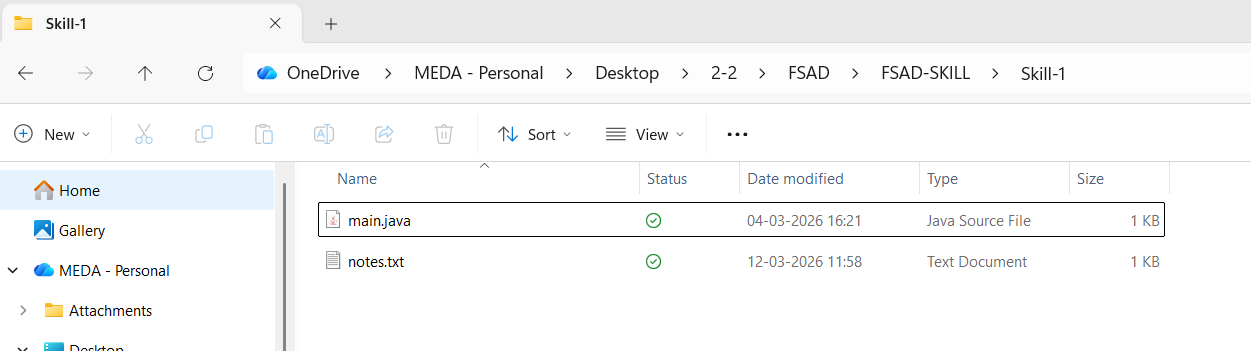 Skill-1
OneDrive > MEDA - Personal > Desktop > 2-2 > FSAD > FSAD-SKILL > Skill-1
New Sort View
Name Status Date modified Type Size
Home
main.java 04-03-2026 16:21 Java Source File 1 KB
Gallery
notes.txt 12-03-2026 11:58 Text Document 1 KB
MEDA - Personal
Attachments
Desktop